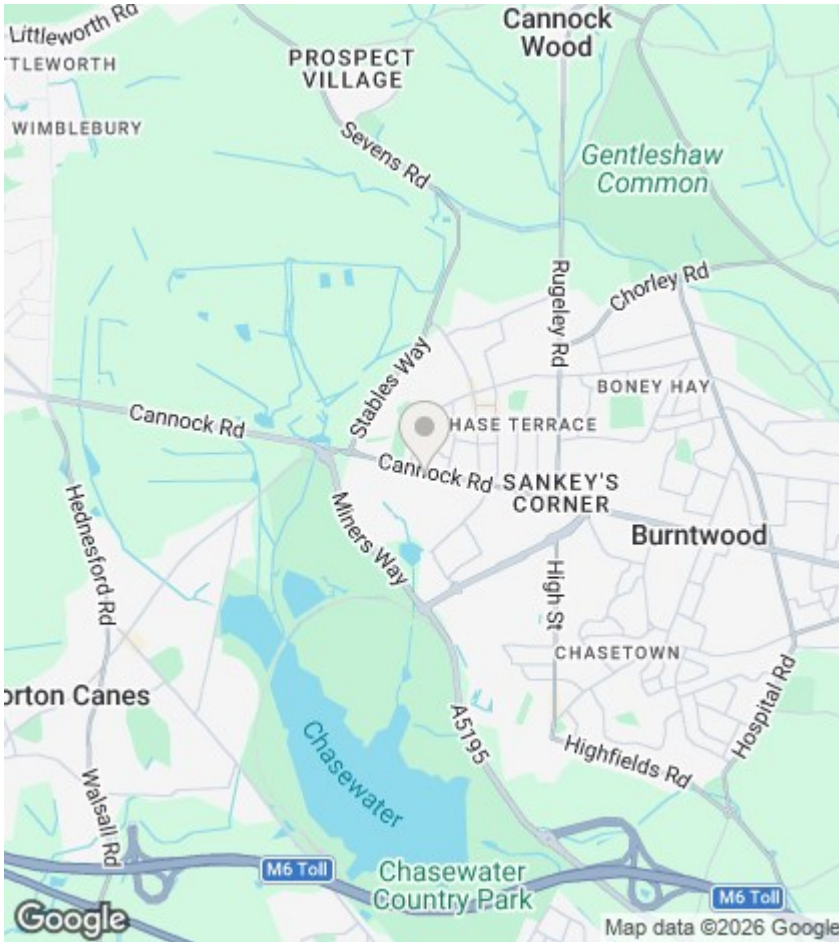 Littleworth Rd
TTLEWORTH
WIMBLEBURY
PROSPECT
VILLAGE
Cannock
Wood
Sevens Rd
Gentleshaw
Common
Rugeley Rd
Chorley Rd
Stables Way
BONEY HAY
Cannock Rd
HASE TERRACE
Cannock Rd
SANKEY'S
CORNER
Miners Way
Burntwood
Hednesford Rd
High St
CHASETOWN
orton Canes
Hospital Rd
A5195
Highfields Rd
Chasewater
Walsall Rd
M6 Toll
Chasewater
Country Park
M6 Toll
Google
Map data ©2026 Google